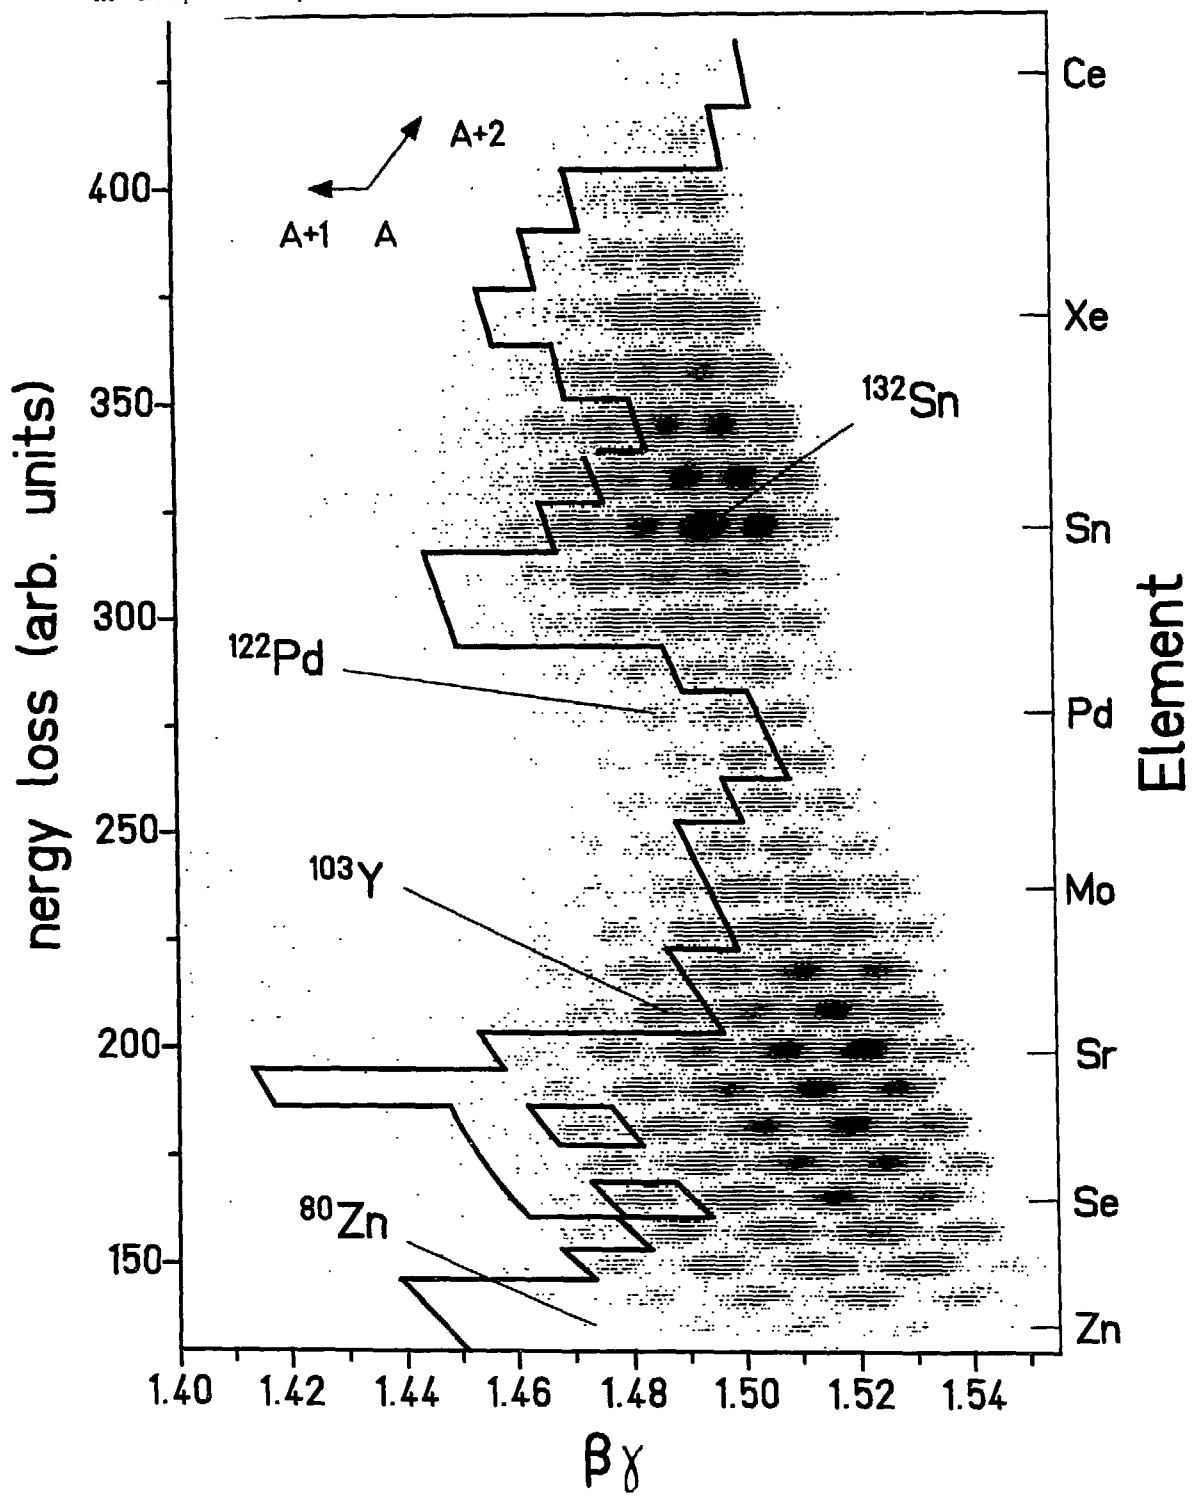 Ce
A+2
400
A+1 A
Xe
350
132Sn
Sn
300
122Pd
Pd
250
103Y
Mo
200
Sr
80Zn
Se
150
Zn
1.40 1.42 1.44 1.46 1.48 1.50 1.52 1.54
βγ
nergy loss (arb. units)
Element